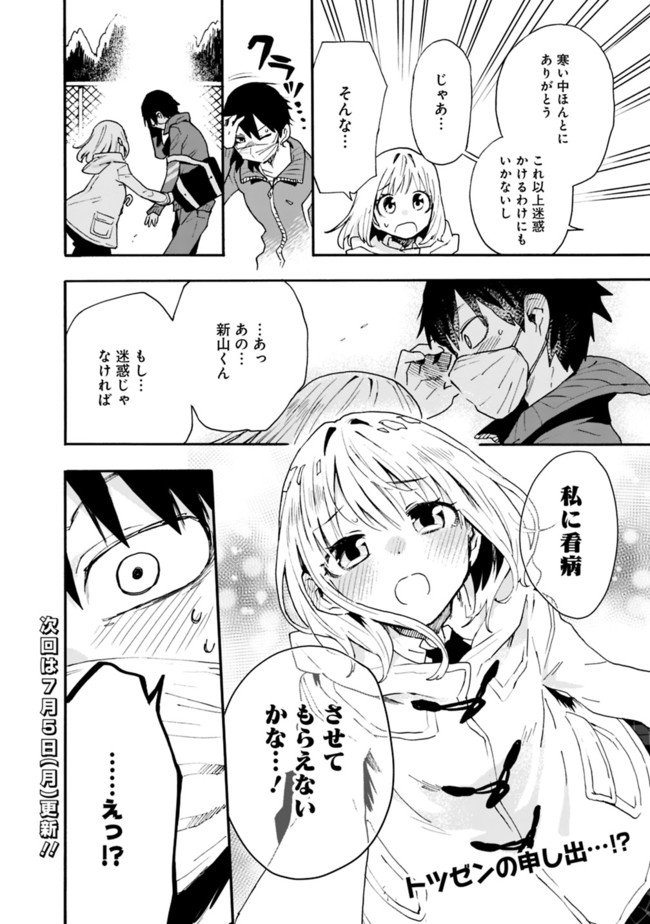 寒い中ほんとに
ありがとう
これ以上迷惑
かけるわけにも
いかないし
じゃあ…
そんな…
クラッ
…あっ
あの…
新山くん
もし…
迷惑じゃ
なければ
私に看病
させて
もらえない
かな…！
トツゼンの申し出…!?
……えっ!?
次回は7月5日(月)更新!!